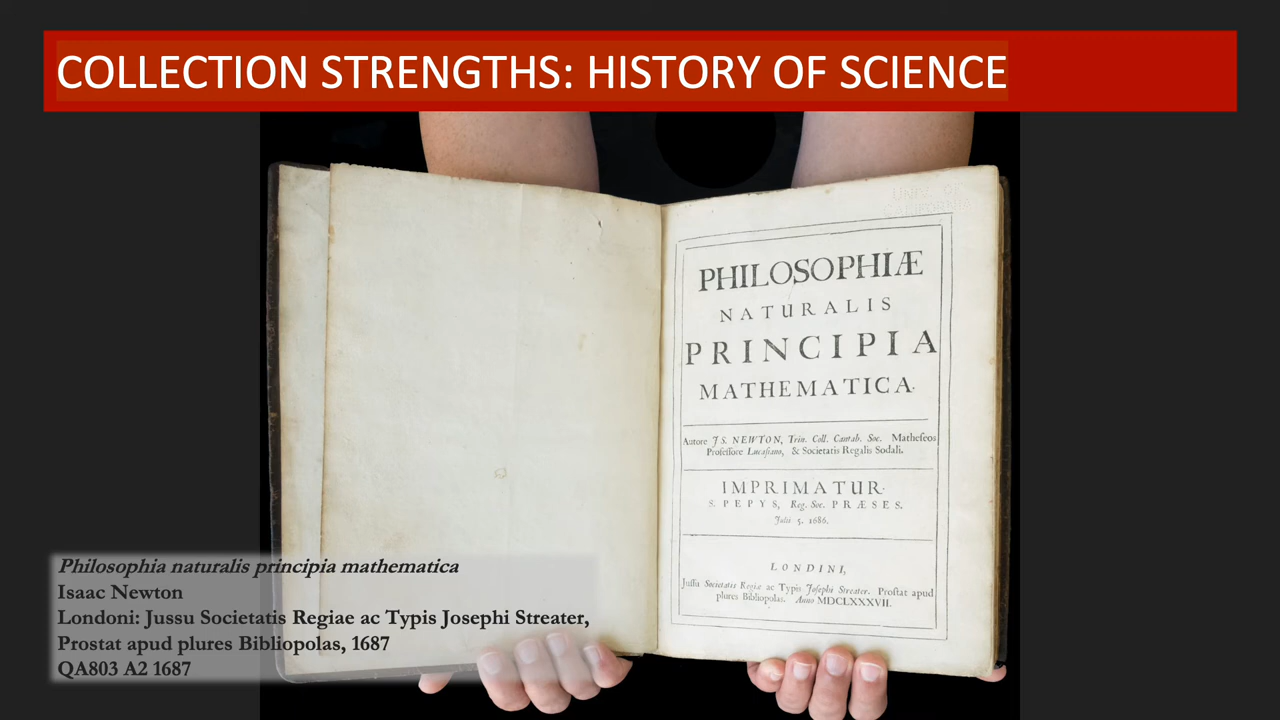 COLLECTION STRENGTHS: HISTORY OF SCIENCE
UNIV. OF
CALIFORNIA
PHILOSOPHIÆ
NATURALIS
PRINCIPIA
MATHEMATICA.
Autore JS. NEWTON, Trin. Coll. Cantab. Soc. Matheseos
Professore Lucasiano, & Societatis Regalis Sodali.
IMPRIMATUR.
S. PEPYS, Reg. Soc. PRÆSES.
Julii 5. 1686.
LONDINI,
Jussu Societatis Regiæ ac Typis Josephi Streater. Prostat apud
plures Bibliopolas. Anno MDCLXXXVII.
Philosophia naturalis principia mathematica
Isaac Newton
Londoni: Jussu Societatis Regiae ac Typis Josephi Streater,
Prostat apud plures Bibliopolas, 1687
QA803 A2 1687